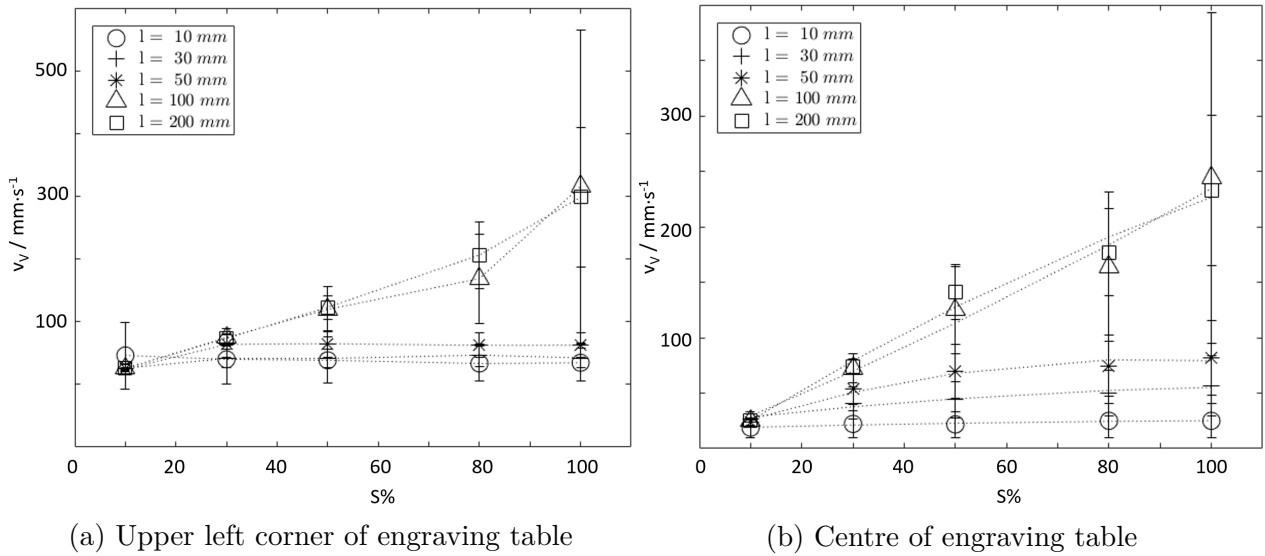 l = 10 mm
l = 30 mm
l = 50 mm
l = 100 mm
l = 200 mm
500
300
100
v_V / mm·s⁻¹
0 20 40 60 80 100
S%
(a) Upper left corner of engraving table
l = 10 mm
l = 30 mm
l = 50 mm
l = 100 mm
l = 200 mm
300
200
100
v_V / mm·s⁻¹
0 20 40 60 80 100
S%
(b) Centre of engraving table